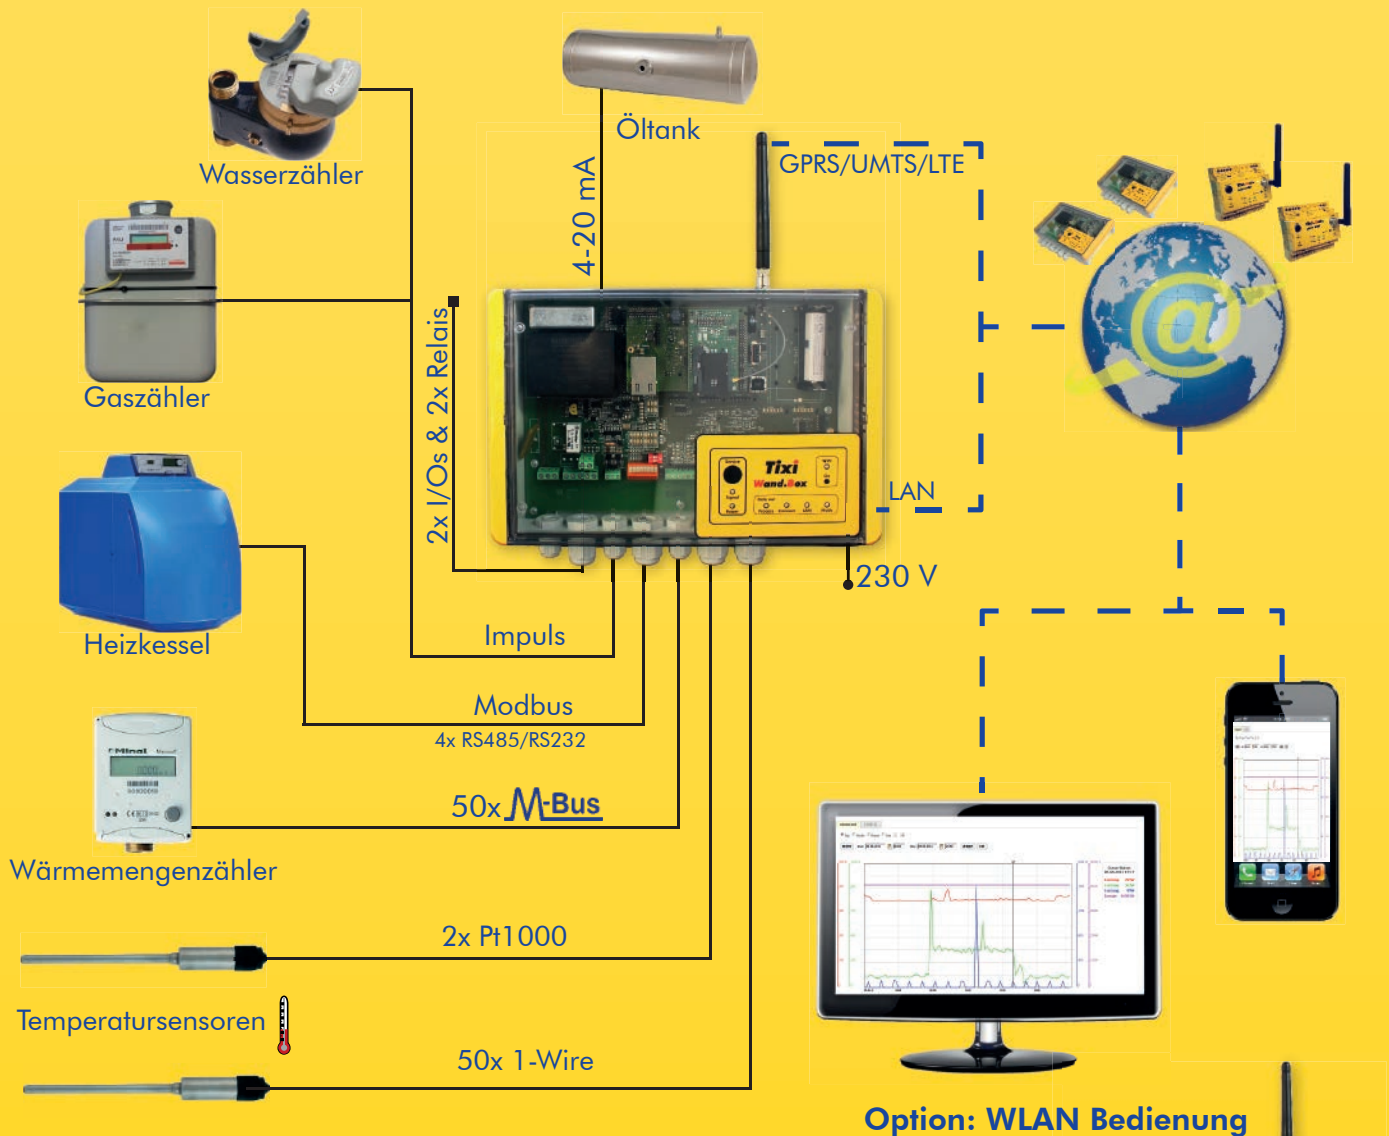 Öltank
Wasserzähler
GPRS/UMTS/LTE
4-20 mA
Gaszähler
2x I/Os & 2x Relais
Tixi
Wand.Box
LAN
230 V
Heizkessel
Impuls
Modbus
4x RS485/RS232
Minol
50x M-Bus
Wärmemengenzähler
2x Pt1000
Temperatursensoren
50x 1-Wire
@
Option: WLAN Bedienung